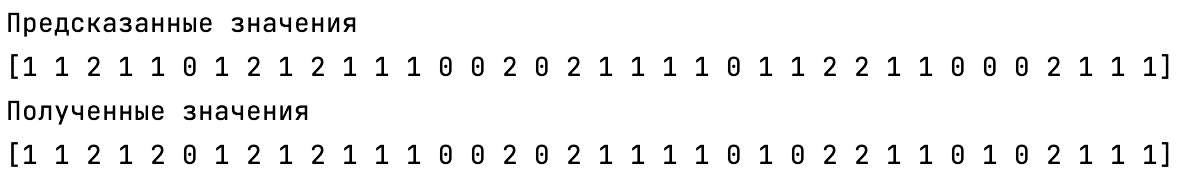 Предсказанные значения
[1 1 2 1 1 0 1 2 1 2 1 1 1 0 0 2 0 2 1 1 1 1 0 1 1 2 2 1 1 0 0 0 2 1 1 1]
Полученные значения
[1 1 2 1 2 0 1 2 1 2 1 1 1 0 0 2 0 2 1 1 1 1 0 1 0 2 2 1 1 0 1 0 2 1 1 1]